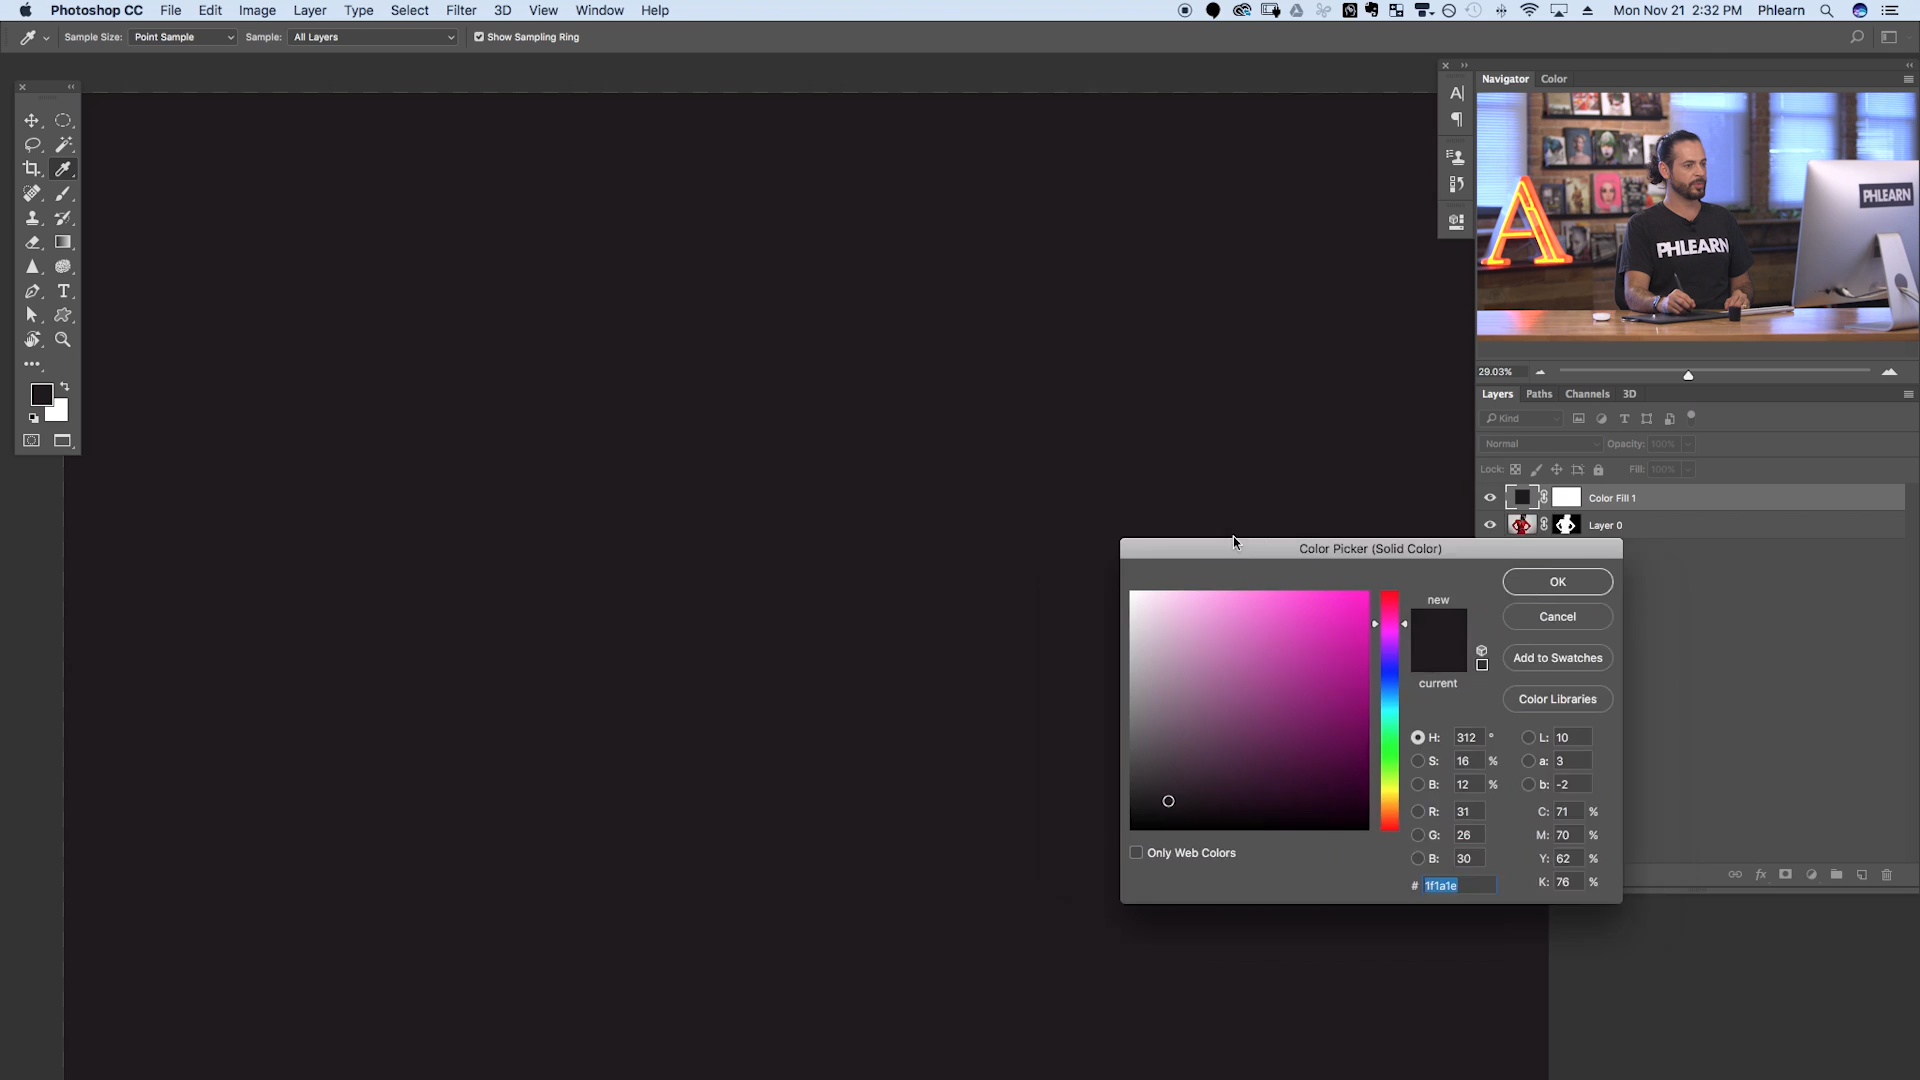 Photoshop CC File Edit Image Layer Type Select Filter 3D View Window Help Mon Nov 21 2:32 PM Phlearn
Sample Size: Point Sample Sample: All Layers Show Sampling Ring
Navigator Color
A
PHLEARN
PHLEARN
29.03%
Layers Paths Channels 3D
Kind
Normal Opacity: 100%
Lock: Fill: 100%
Color Fill 1
Layer 0
Color Picker (Solid Color)
new
current
OK
Cancel
Add to Swatches
Color Libraries
H: 312 ° L: 10
S: 16 % a: 3
B: 12 % b: -2
R: 31 C: 71 %
G: 26 M: 70 %
B: 30 Y: 62 %
# 1f1a1e K: 76 %
Only Web Colors